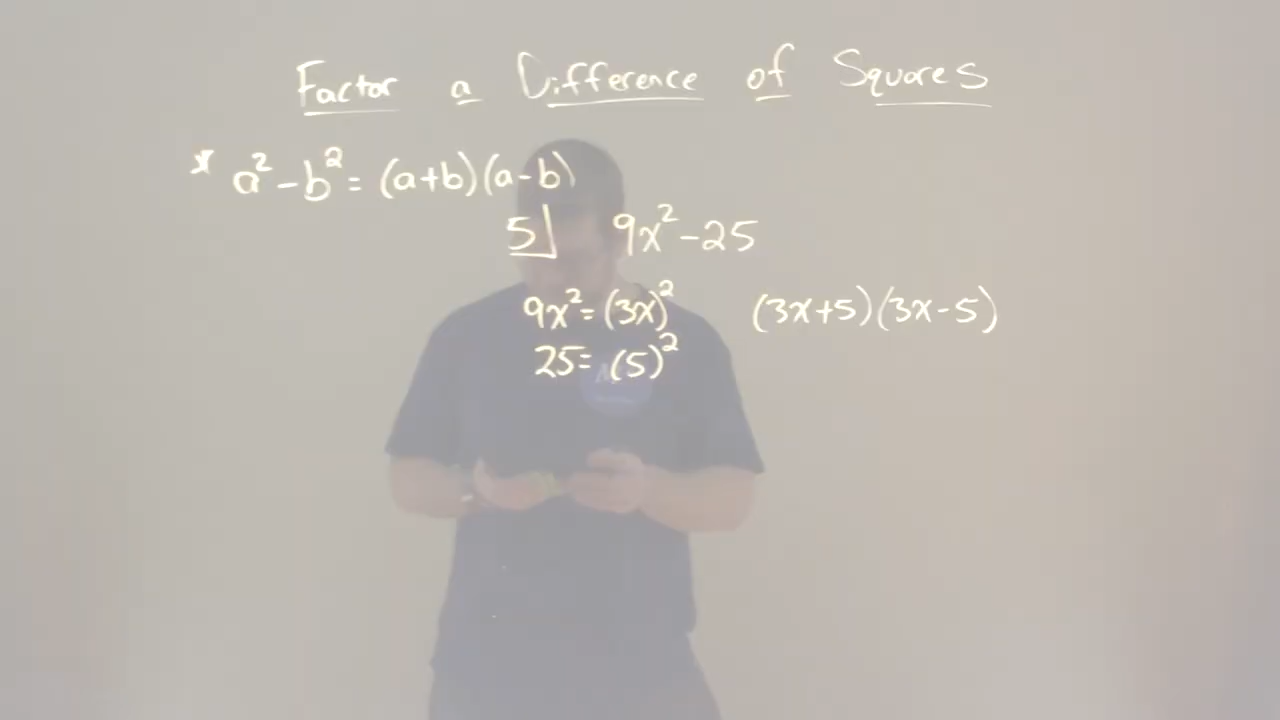 Factor a Difference of Squares
* a² - b² = (a+b)(a-b)
5 9x² - 25
9x² = (3x)² (3x+5)(3x-5)
25 = (5)²